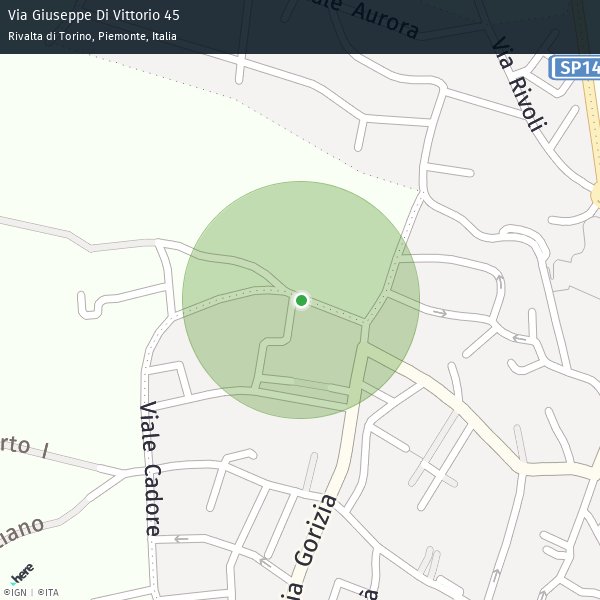 Via Giuseppe Di Vittorio 45
Rivalta di Torino, Piemonte, Italia
Aurora
Via Rivoli
SP14
Viale Cadore
rto I
iano
ia Gorizia
here
©IGN | ©ITA